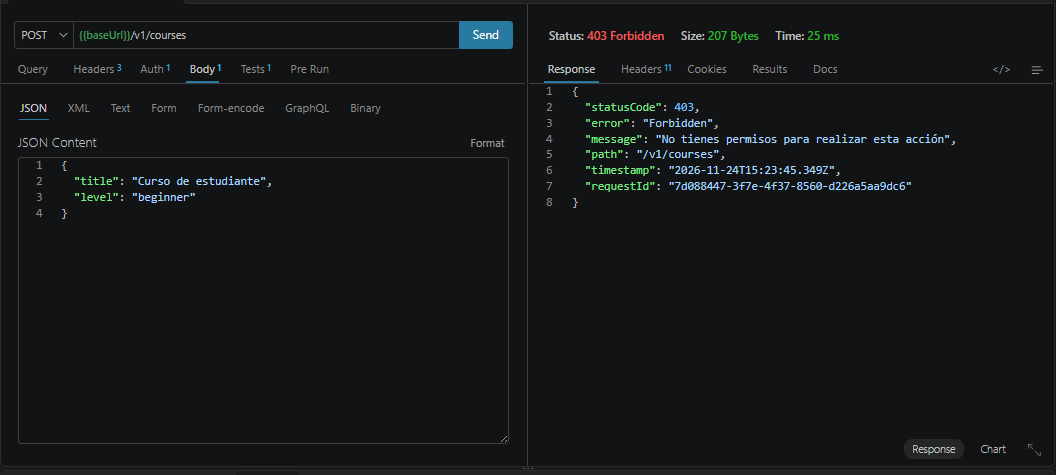 POST {{baseUrl}}/v1/courses Send
Query Headers 3 Auth 1 Body 1 Tests 1 Pre Run
JSON XML Text Form Form-encode GraphQL Binary
JSON Content Format
1 {
2 "title": "Curso de estudiante",
3 "level": "beginner"
4 }
Status: 403 Forbidden Size: 207 Bytes Time: 25 ms
Response Headers 11 Cookies Results Docs </>
1 {
2 "statusCode": 403,
3 "error": "Forbidden",
4 "message": "No tienes permisos para realizar esta acción",
5 "path": "/v1/courses",
6 "timestamp": "2026-11-24T15:23:45.349Z",
7 "requestId": "7d088447-3f7e-4f37-8560-d226a5aa9dc6"
8 }
Response Chart